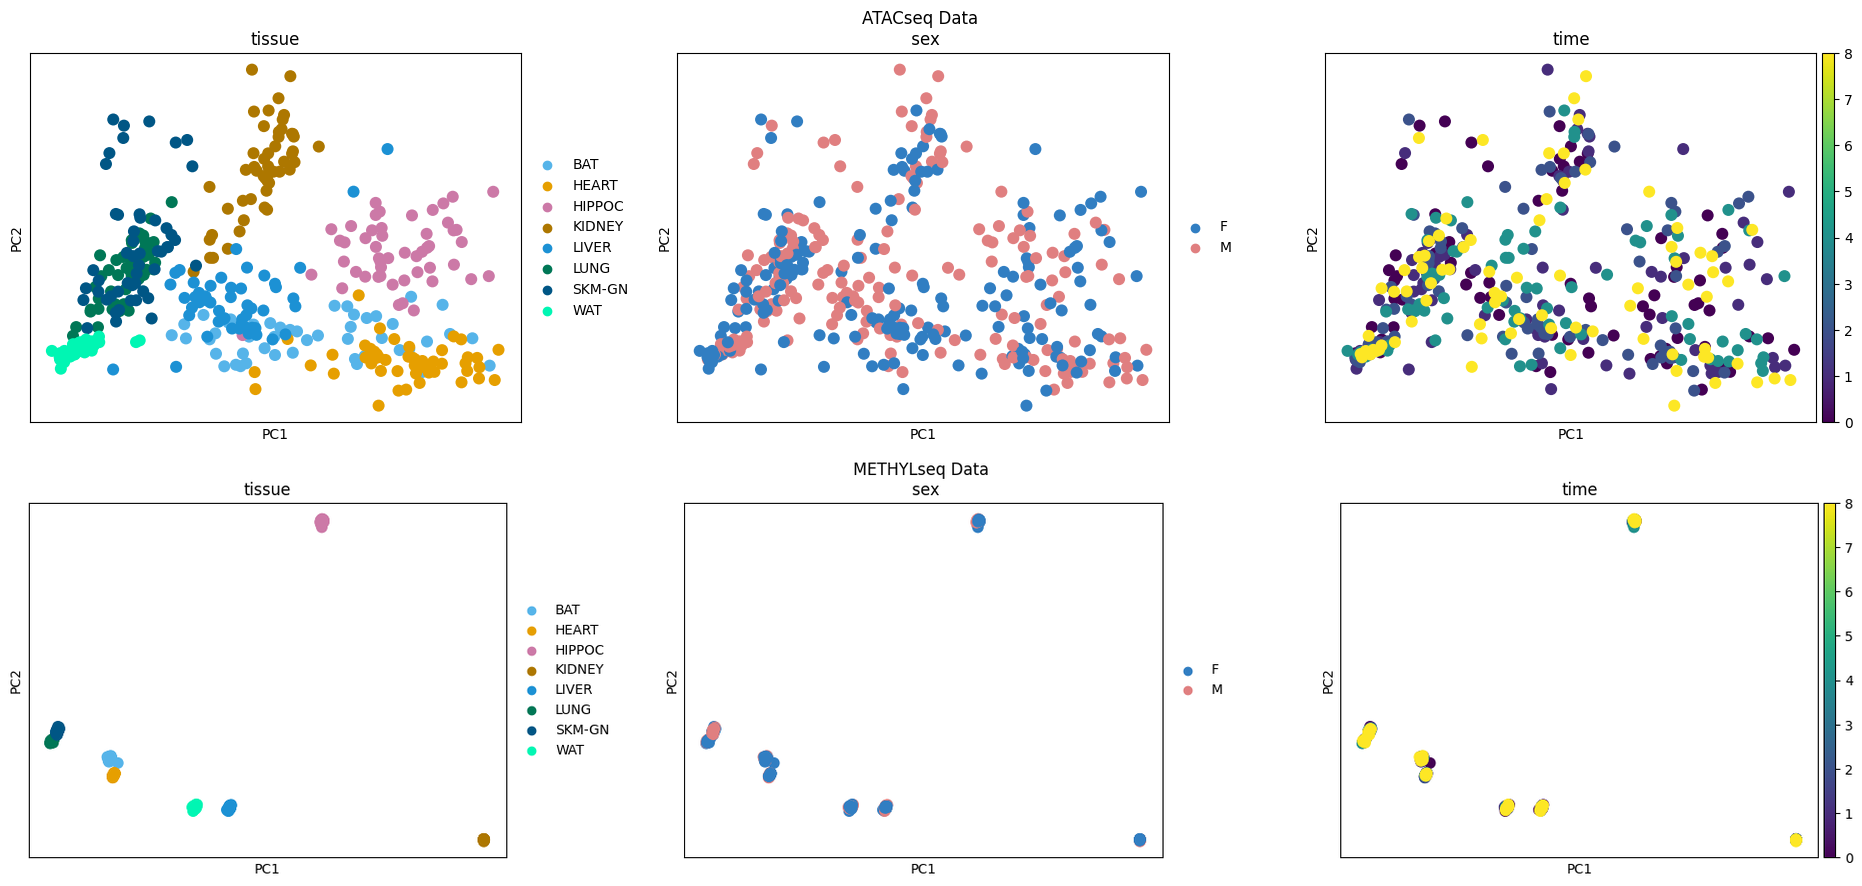 ATACseq Data
tissue
sex
time
PC2
PC1
BAT
HEART
HIPPOC
KIDNEY
LIVER
LUNG
SKM-GN
WAT
PC2
PC1
F
M
PC2
PC1
8
7
6
5
4
3
2
1
0
METHYLseq Data
tissue
sex
time
PC2
PC1
BAT
HEART
HIPPOC
KIDNEY
LIVER
LUNG
SKM-GN
WAT
PC2
PC1
F
M
PC2
PC1
8
7
6
5
4
3
2
1
0